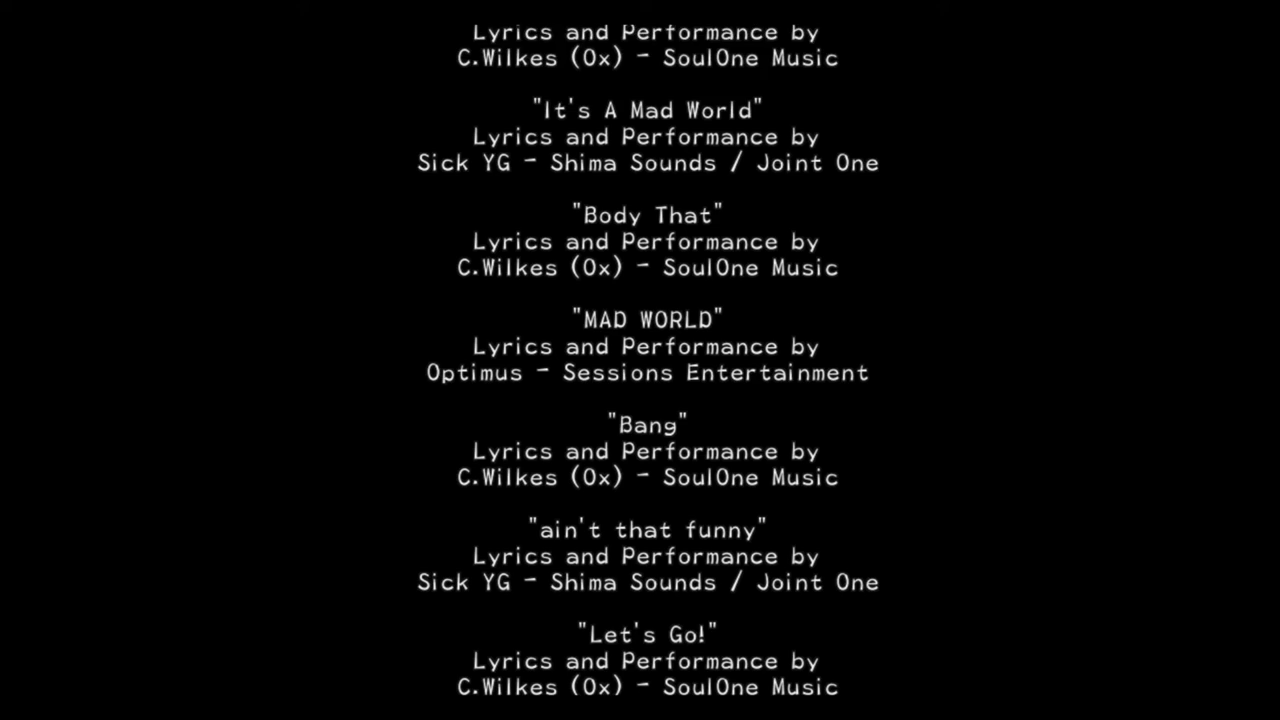 Lyrics and Performance by
C.Wilkes (Ox) - SoulOne Music
"It's A Mad World"
Lyrics and Performance by
Sick YG - Shima Sounds / Joint One
"Body That"
Lyrics and Performance by
C.Wilkes (Ox) - SoulOne Music
"MAD WORLD"
Lyrics and Performance by
Optimus - Sessions Entertainment
"Bang"
Lyrics and Performance by
C.Wilkes (Ox) - SoulOne Music
"ain't that funny"
Lyrics and Performance by
Sick YG - Shima Sounds / Joint One
"Let's Go!"
Lyrics and Performance by
C.Wilkes (Ox) - SoulOne Music